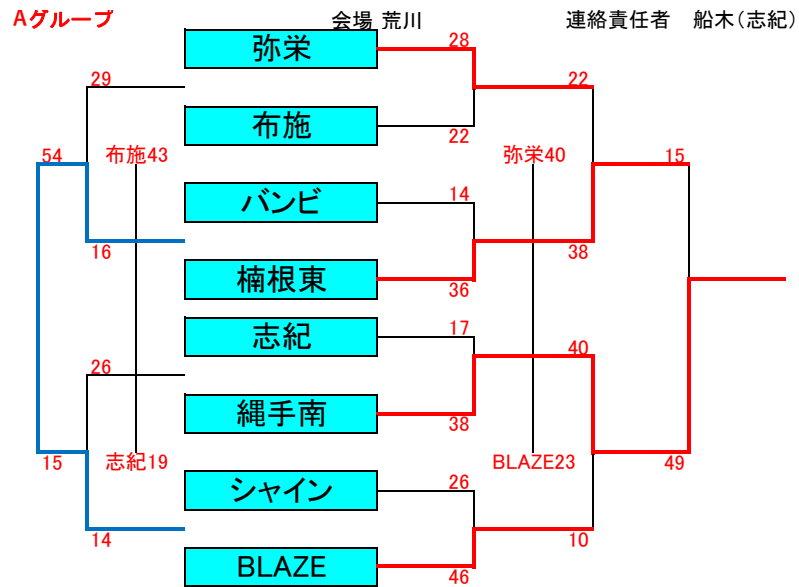 Aグループ 会場 荒川 連絡責任者 船木(志紀)
弥栄 28
29 22
布施 22
54 布施43 弥栄40 15
バンビ 14
16 38
楠根東 36
志紀 17
26 40
縄手南 38
15 志紀19 BLAZE23 49
シャイン 26
14 10
BLAZE 46